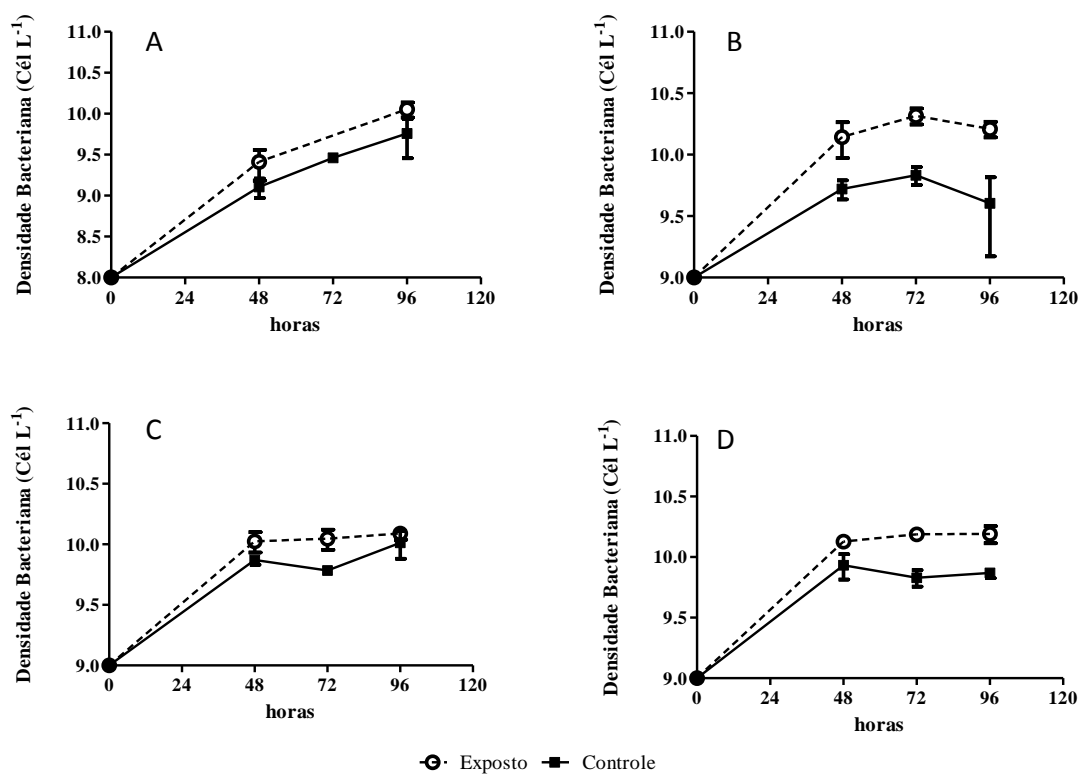 A
Densidade Bacteriana (Cél L-1)
11.0
10.5
10.0
9.5
9.0
8.5
8.0
0 24 48 72 96 120
horas
B
Densidade Bacteriana (Cél L-1)
11.0
10.5
10.0
9.5
9.0
0 24 48 72 96 120
horas
C
Densidade Bacteriana (Cél L-1)
11.0
10.5
10.0
9.5
9.0
0 24 48 72 96 120
horas
D
Densidade Bacteriana (Cél L-1)
11.0
10.5
10.0
9.5
9.0
0 24 48 72 96 120
horas
Exposto Controle